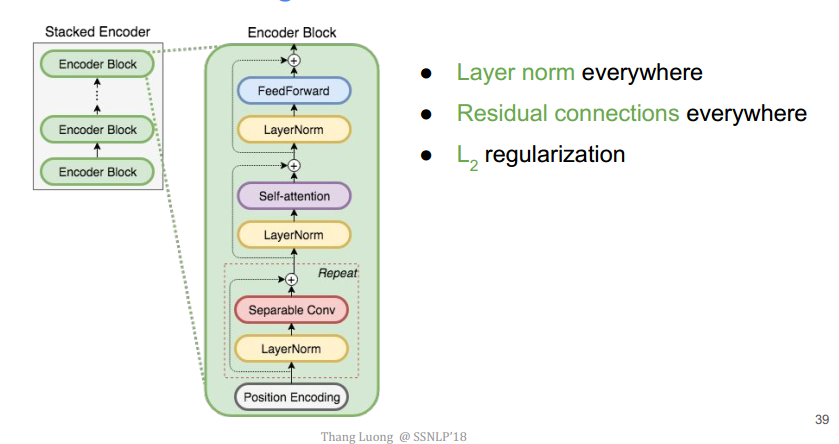 Stacked Encoder
Encoder Block
Encoder Block
Encoder Block
Encoder Block
FeedForward
LayerNorm
Self-attention
LayerNorm
Repeat
Separable Conv
LayerNorm
Position Encoding
● Layer norm everywhere
● Residual connections everywhere
● L₂ regularization
39
Thang Luong @ SSNLP'18